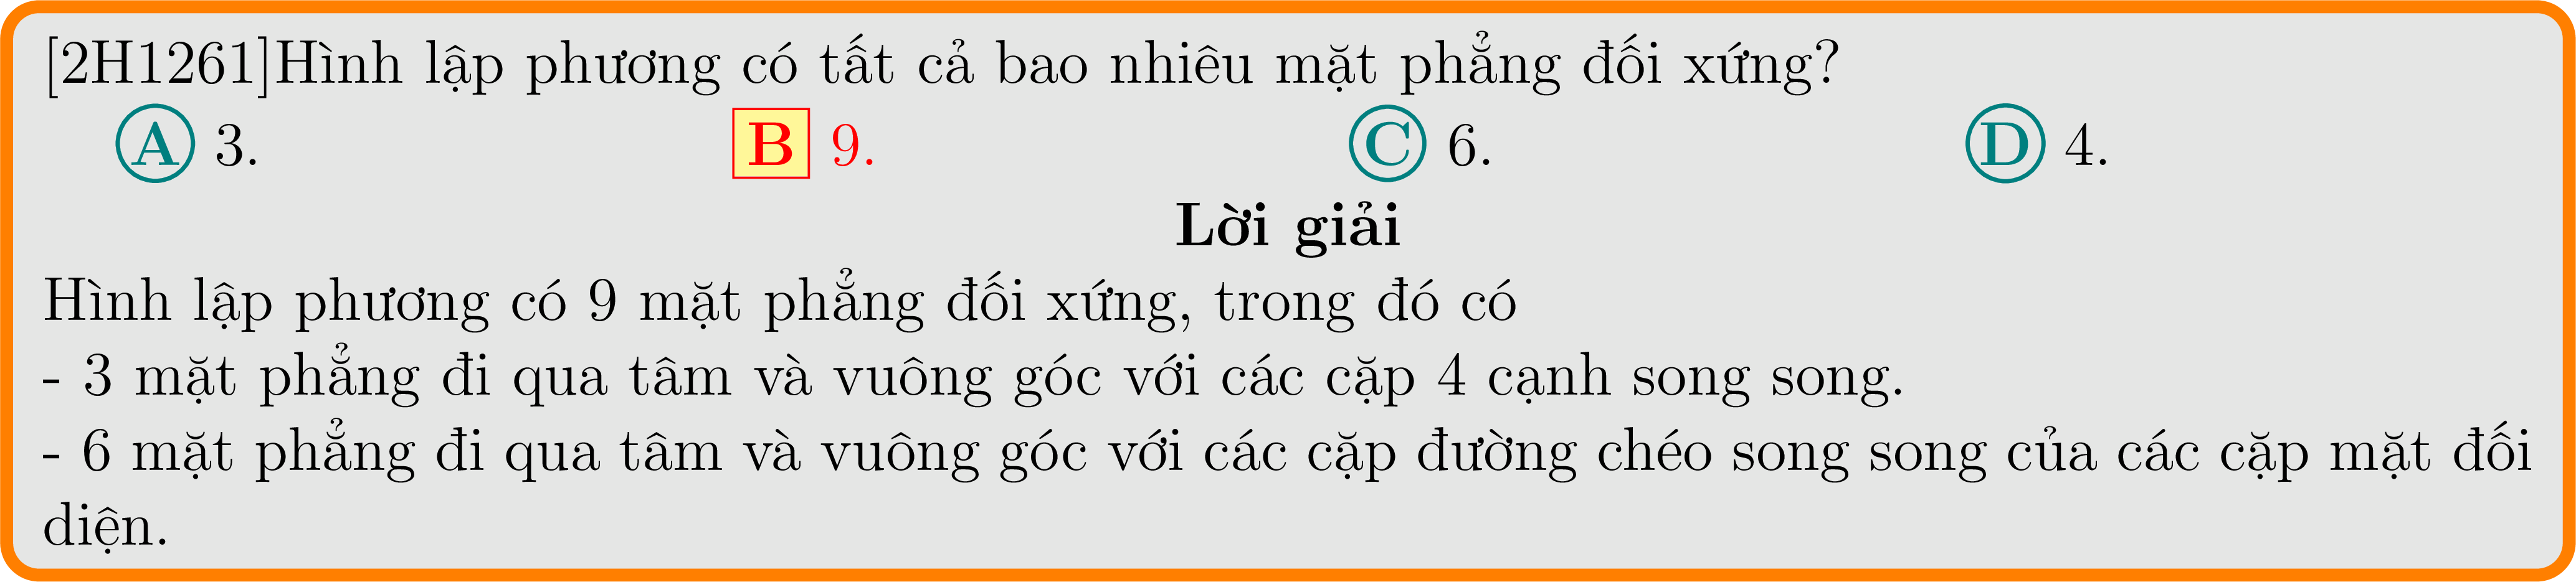 [2H1261]Hình lập phương có tất cả bao nhiêu mặt phẳng đối xứng?
A 3. B 9. C 6. D 4.
Lời giải
Hình lập phương có 9 mặt phẳng đối xứng, trong đó có
- 3 mặt phẳng đi qua tâm và vuông góc với các cặp 4 cạnh song song.
- 6 mặt phẳng đi qua tâm và vuông góc với các cặp đường chéo song song của các cặp mặt đối
diện.